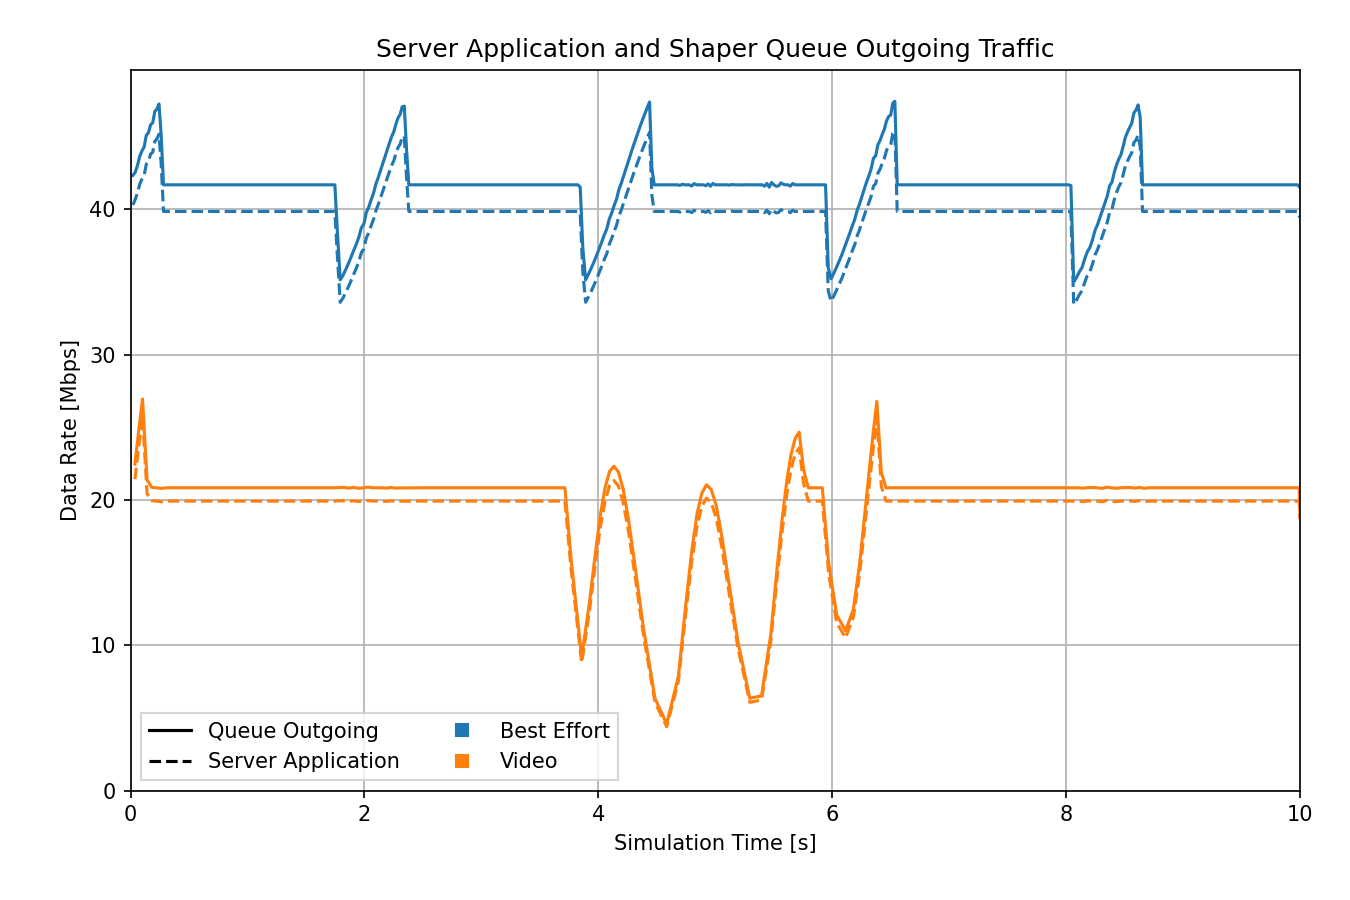 Server Application and Shaper Queue Outgoing Traffic
Data Rate [Mbps]
40
30
20
10
0
Queue Outgoing
Server Application
Best Effort
Video
0 2 4 6 8 10
Simulation Time [s]